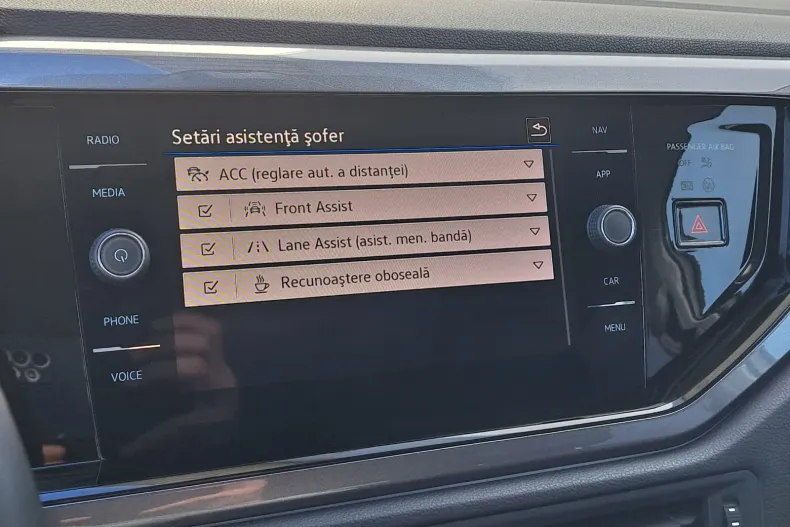 RADIO
MEDIA
PHONE
VOICE
Setări asistenţă şofer
ACC (reglare aut. a distanţei)
Front Assist
Lane Assist (asist. men. bandă)
Recunoaştere oboseală
NAV
APP
CAR
MENU
PASSENGER AIR BAG
OFF